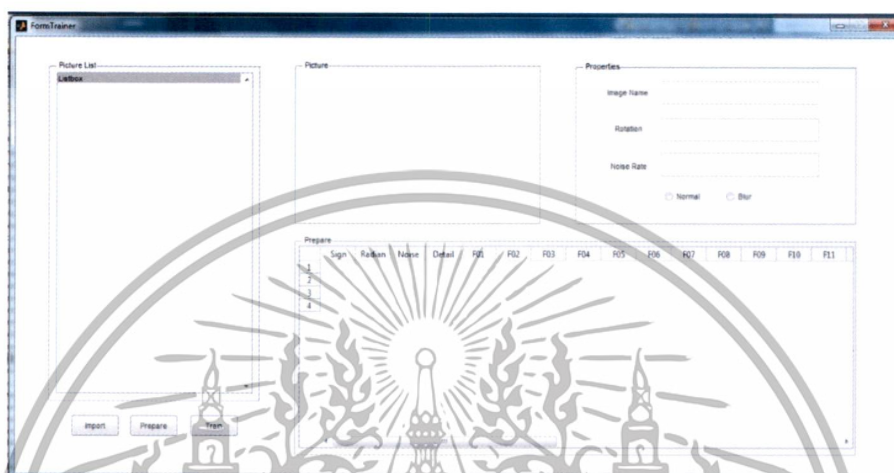 FormTrainer
Picture List
Listbox
Picture
Properties
Image Name
Rotation
Noise Rate
Normal Blur
Prepare
Sign Radian Noise Detail F01 F02 F03 F04 F05 F06 F07 F08 F09 F10 F11
1
2
3
4
Import Prepare Train